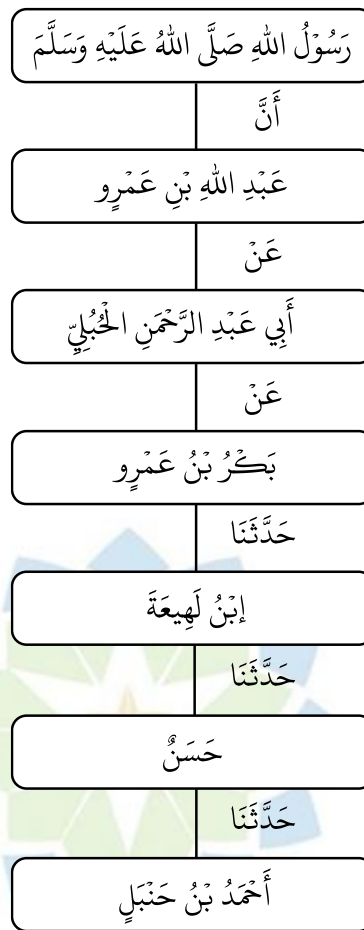 رَسُوْلُ اللهِ صَلَّى اللهُ عَلَيْهِ وَسَلَّمَ
أَنَّ
عَبْدِ اللهِ بْنِ عَمْرٍو
عَنْ
أَبِي عَبْدِ الرَّحْمَنِ الْحُبُلِيِّ
عَنْ
بَكْرُ بْنُ عَمْرٍو
حَدَّثَنَا
إبْنُ لَهِيعَةَ
حَدَّثَنَا
حَسَنٌ
حَدَّثَنَا
أَحْمَدُ بْنُ حَنْبَلٍ